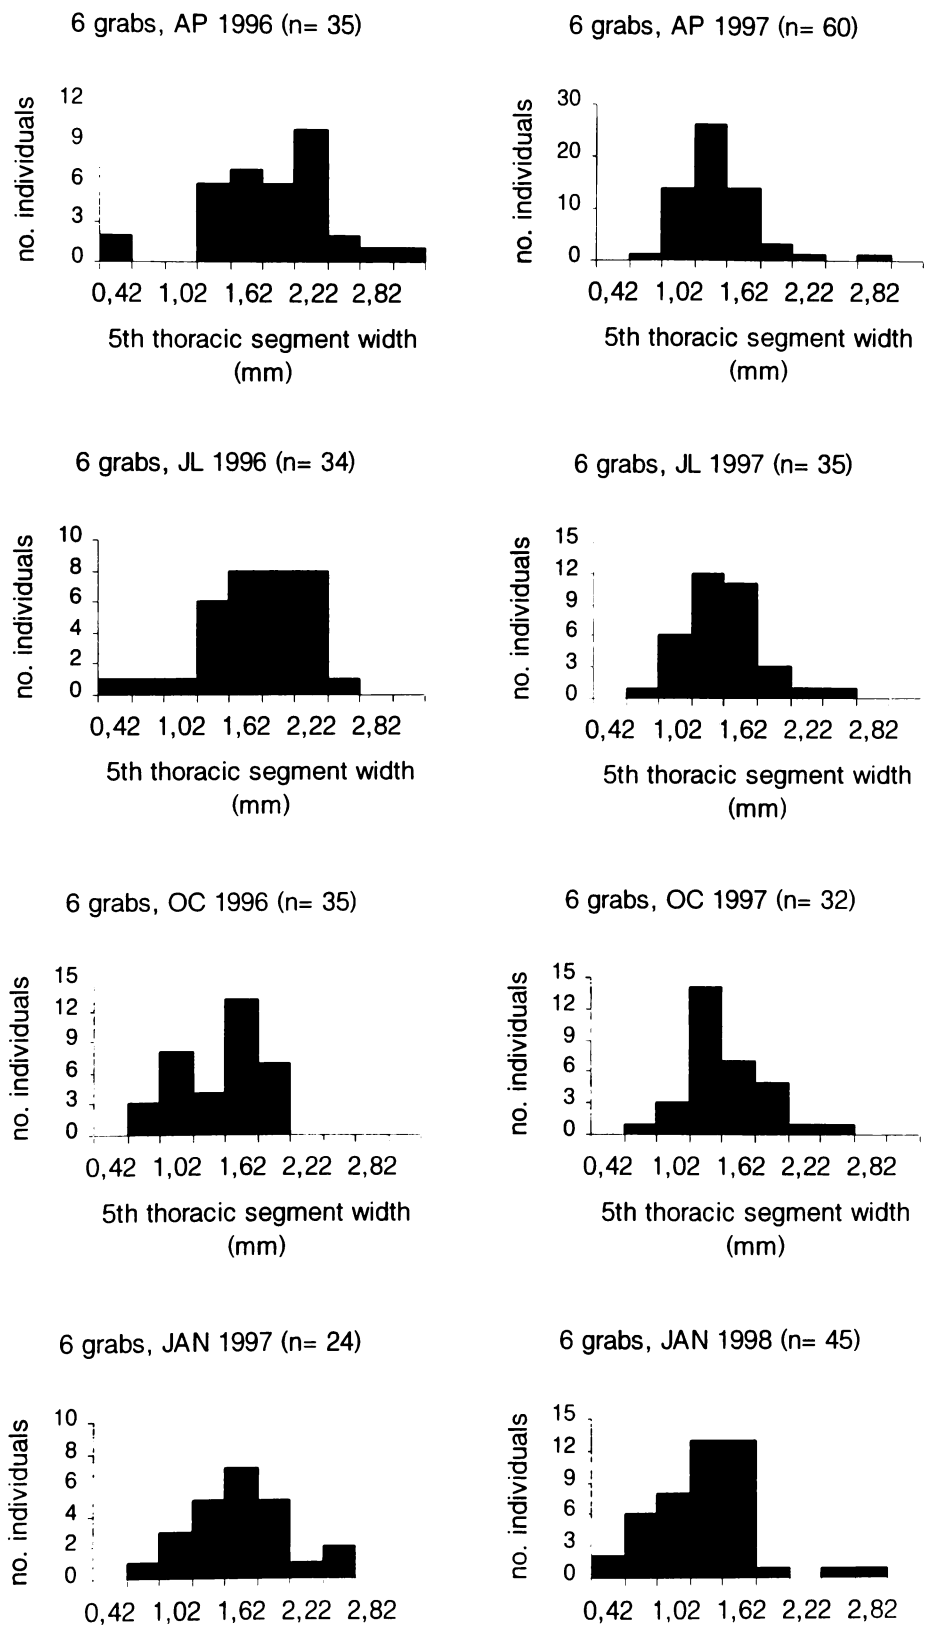 6 grabs, AP 1996 (n= 35)
no. individuals
12
9
6
3
0
0,42 1,02 1,62 2,22 2,82
5th thoracic segment width
(mm)
6 grabs, AP 1997 (n= 60)
no. individuals
30
20
10
0
0,42 1,02 1,62 2,22 2,82
5th thoracic segment width
(mm)
6 grabs, JL 1996 (n= 34)
no. individuals
10
8
6
4
2
0
0,42 1,02 1,62 2,22 2,82
5th thoracic segment width
(mm)
6 grabs, JL 1997 (n= 35)
no. individuals
15
12
9
6
3
0
0,42 1,02 1,62 2,22 2,82
5th thoracic segment width
(mm)
6 grabs, OC 1996 (n= 35)
no. individuals
15
12
9
6
3
0
0,42 1,02 1,62 2,22 2,82
5th thoracic segment width
(mm)
6 grabs, OC 1997 (n= 32)
no. individuals
15
12
9
6
3
0
0,42 1,02 1,62 2,22 2,82
5th thoracic segment width
(mm)
6 grabs, JAN 1997 (n= 24)
no. individuals
10
8
6
4
2
0
0,42 1,02 1,62 2,22 2,82
6 grabs, JAN 1998 (n= 45)
no. individuals
15
12
9
6
3
0
0,42 1,02 1,62 2,22 2,82